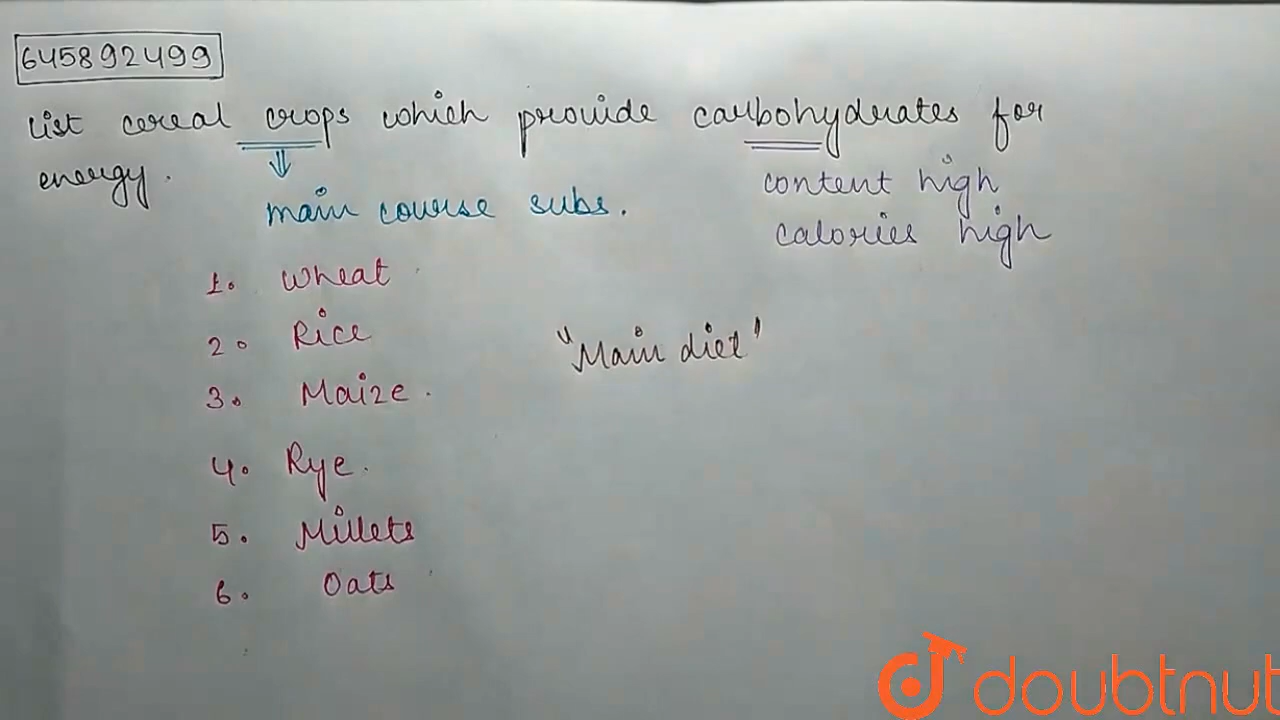 645892499
List cereal crops which provide carbohydrates for
energy.
main course subs.
content high
calories high
1. Wheat
2. Rice
"Main diet"
3. Maize.
4. Rye.
5. Millets
6. Oats
doubtnut